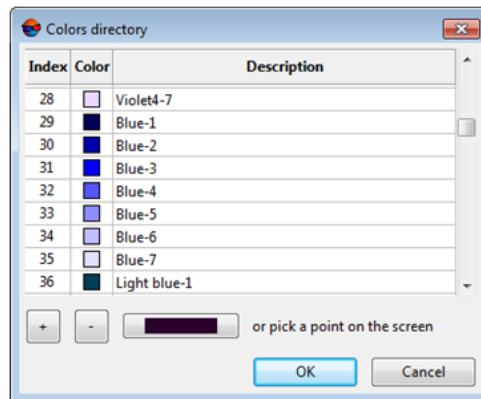 Colors directory
Index Color Description
28 Violet4-7
29 Blue-1
30 Blue-2
31 Blue-3
32 Blue-4
33 Blue-5
34 Blue-6
35 Blue-7
36 Light blue-1
+ - or pick a point on the screen
OK Cancel